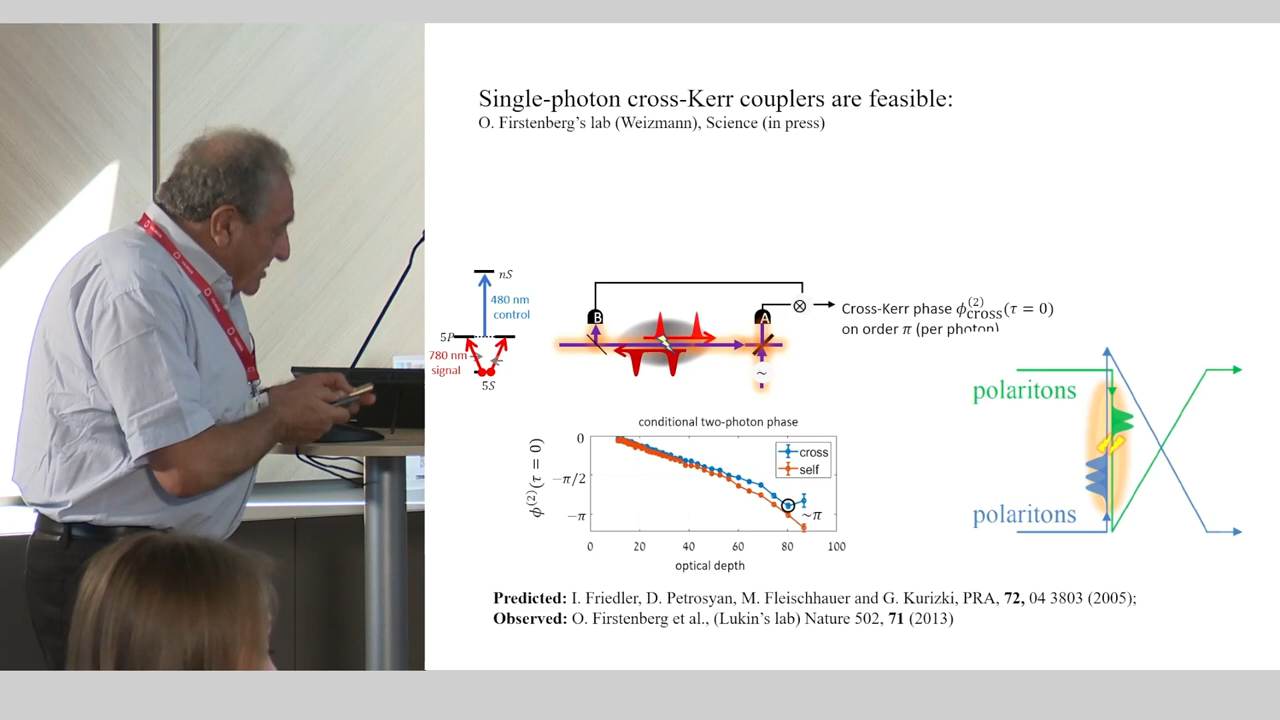 Single-photon cross-Kerr couplers are feasible:
O. Firstenberg's lab (Weizmann), Science (in press)
nS
480 nm
control
5P
780 nm
signal
5S
B
A
~
⊗
Cross-Kerr phase ϕ(2)cross(τ = 0)
on order π (per photon)
polaritons
polaritons
conditional two-photon phase
ϕ(2)(τ = 0)
0
−π/2
−π
cross
self
~π
0 20 40 60 80 100
optical depth
Predicted: I. Friedler, D. Petrosyan, M. Fleischhauer and G. Kurizki, PRA, 72, 04 3803 (2005);
Observed: O. Firstenberg et al., (Lukin's lab) Nature 502, 71 (2013)